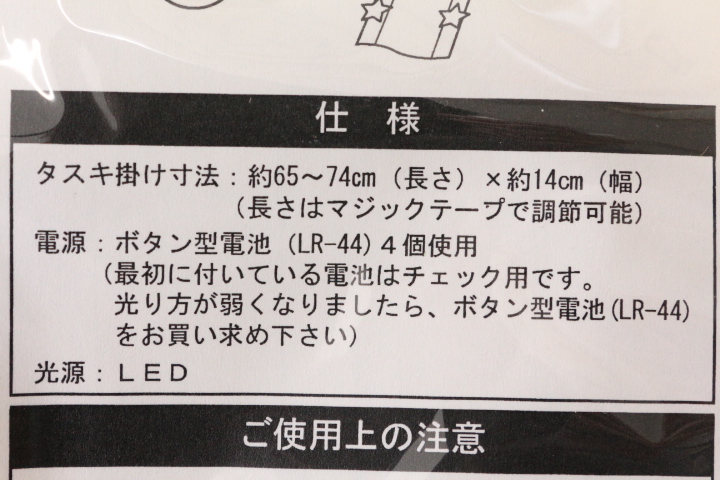 仕 様
タスキ掛け寸法：約65～74cm（長さ）×約14cm（幅）
（長さはマジックテープで調節可能）
電源：ボタン型電池（LR-44）４個使用
（最初に付いている電池はチェック用です。
光り方が弱くなりましたら、ボタン型電池(LR-44)
をお買い求め下さい）
光源：ＬＥＤ
ご使用上の注意